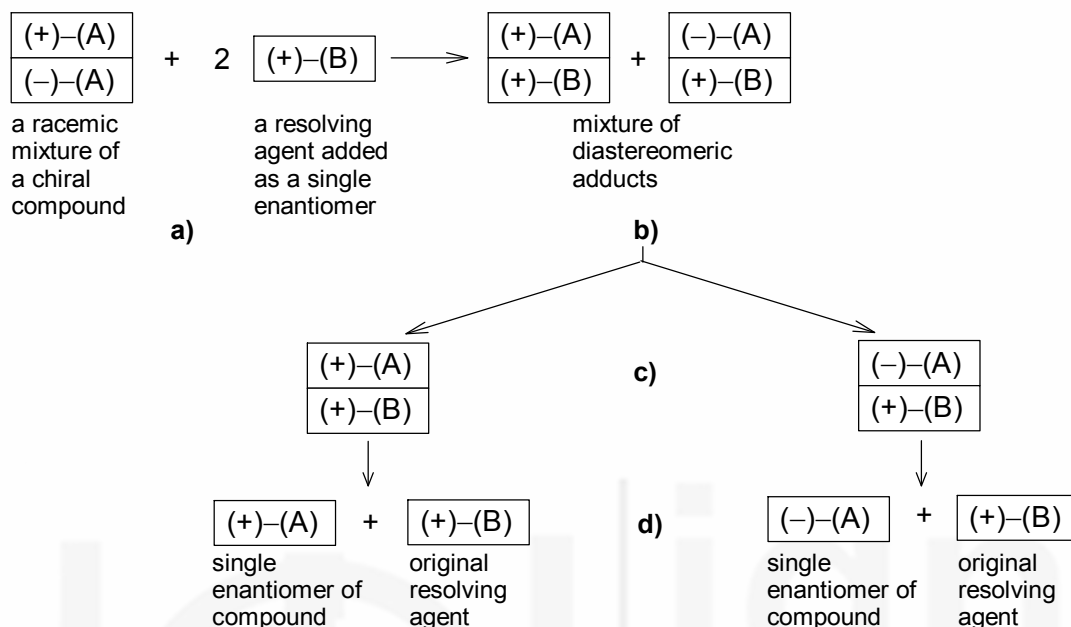 (+)–(A)
(–)–(A)
+ 2
(+)–(B)
(+)–(A)
(+)–(B)
+
(–)–(A)
(+)–(B)
a racemic
mixture of
a chiral
compound
a resolving
agent added
as a single
enantiomer
mixture of
diastereomeric
adducts
a)
b)
(+)–(A)
(+)–(B)
c)
(–)–(A)
(+)–(B)
(+)–(A) + (+)–(B)
d)
(–)–(A) + (+)–(B)
single
enantiomer of
compound
original
resolving
agent
single
enantiomer of
compound
original
resolving
agent